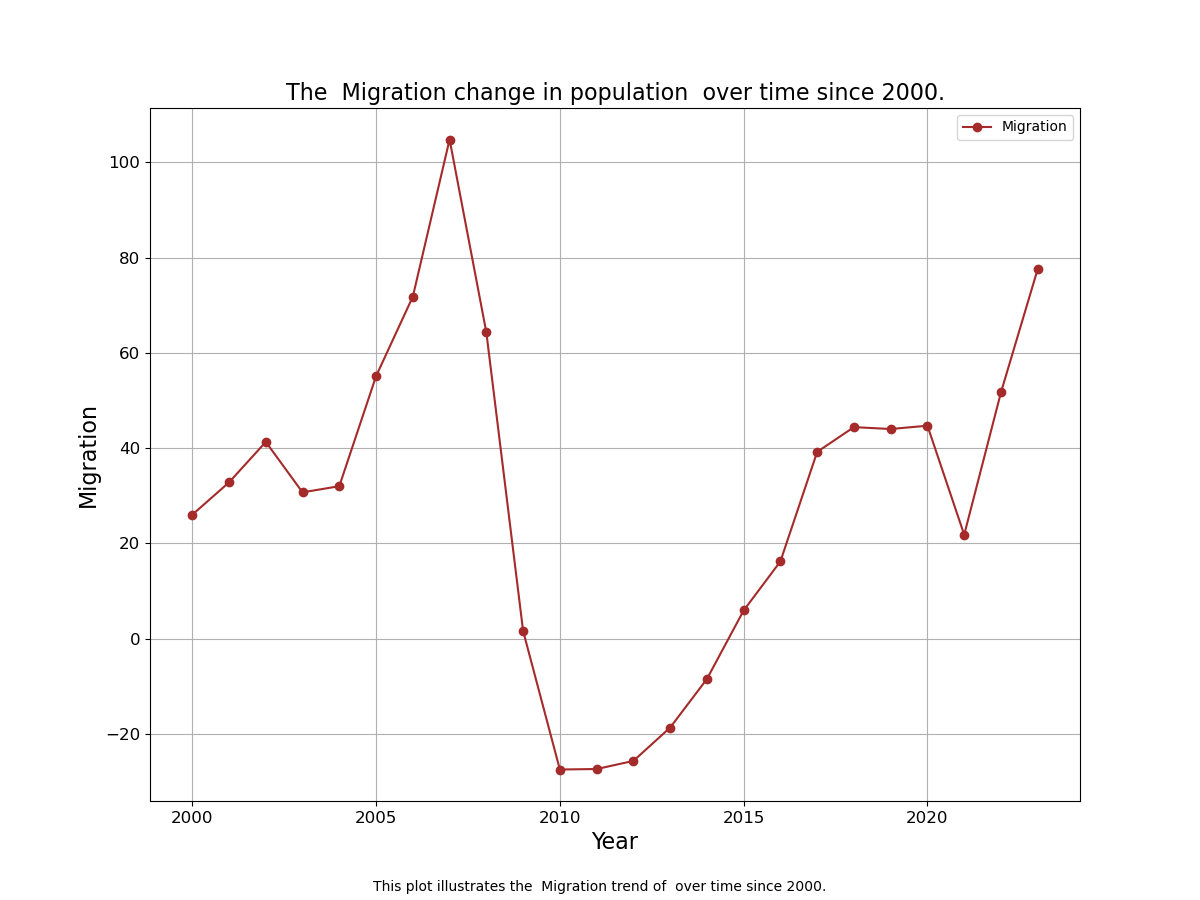 The  Migration change in population  over time since 2000.
Migration
100
80
60
40
20
0
−20
Migration
2000
2005
2010
2015
2020
Year
This plot illustrates the  Migration trend of  over time since 2000.